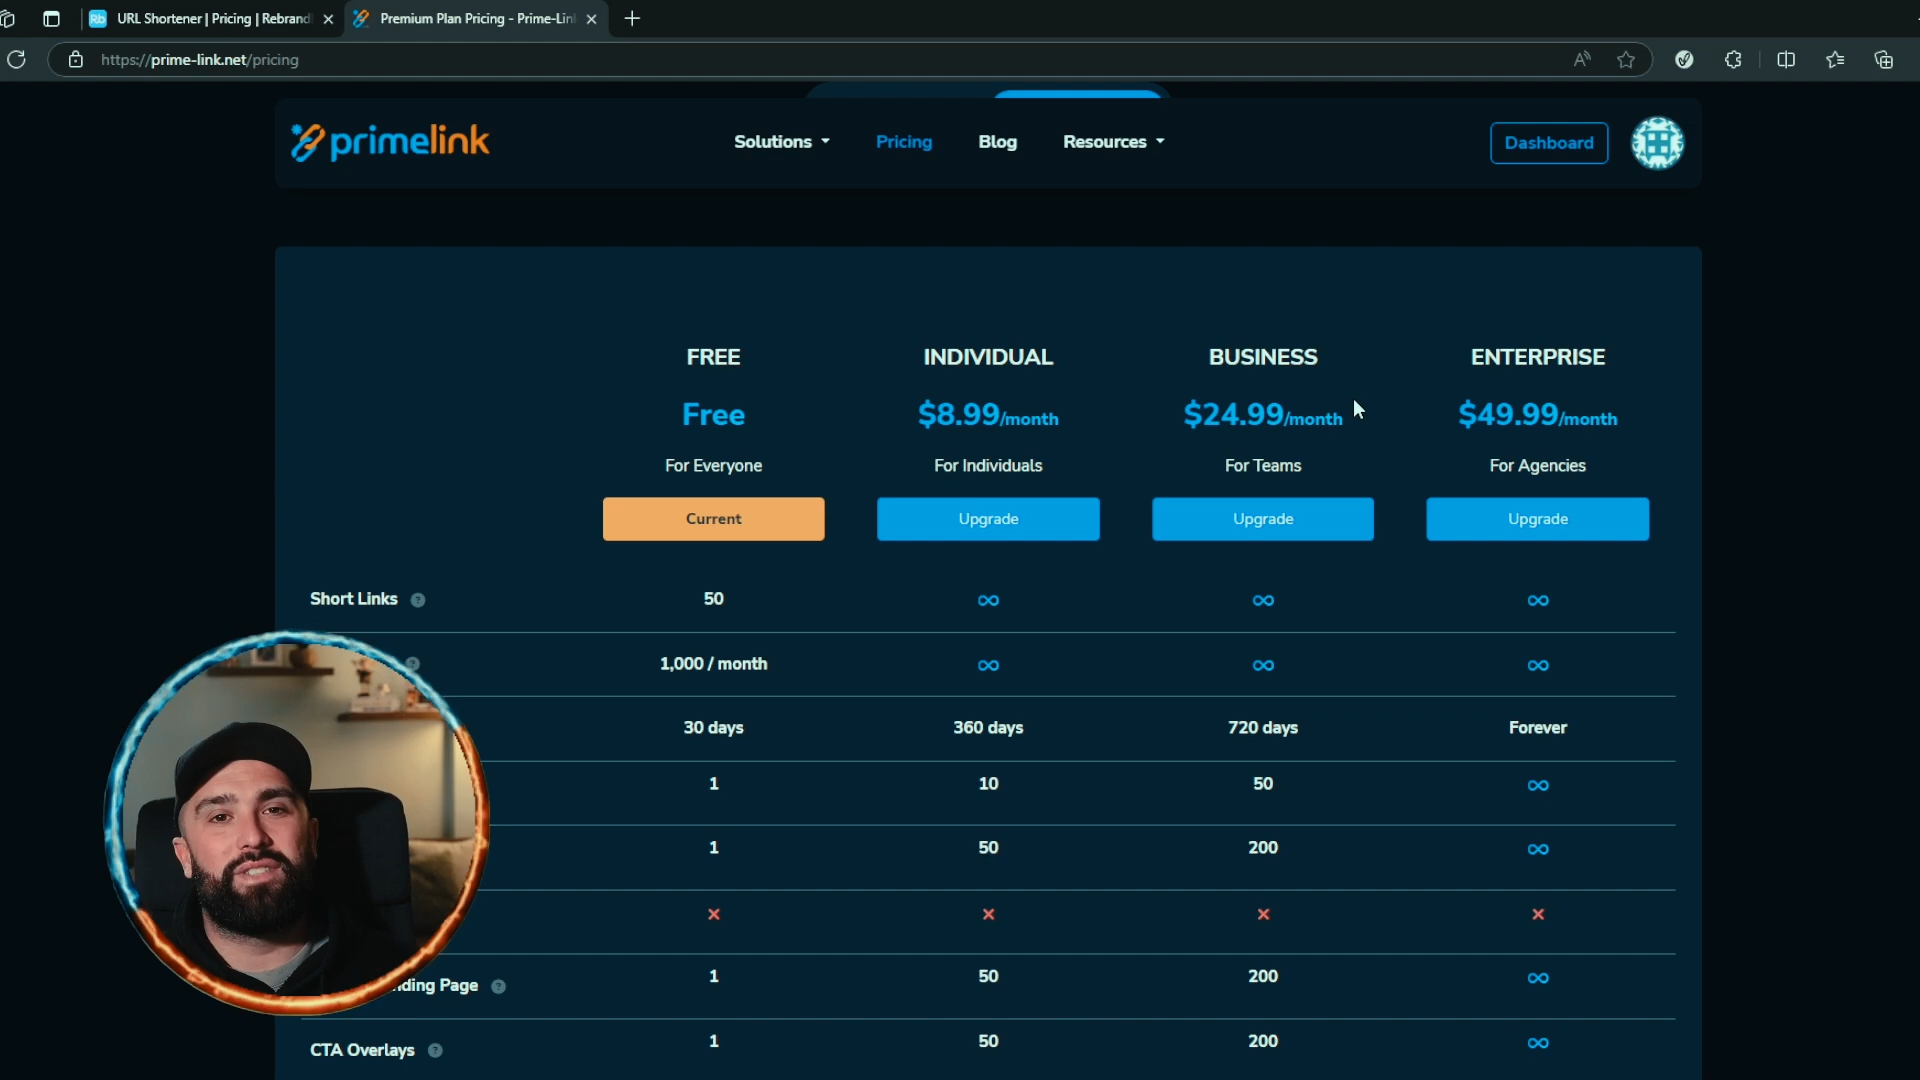 URL Shortener | Pricing | Rebrand
Premium Plan Pricing - Prime-Lin
https://prime-link.net/pricing
primelink
Solutions
Pricing
Blog
Resources
Dashboard
FREE INDIVIDUAL BUSINESS ENTERPRISE
Free $8.99/month $24.99/month $49.99/month
For Everyone For Individuals For Teams For Agencies
Current Upgrade Upgrade Upgrade
Short Links ? 50 ∞ ∞ ∞
? 1,000 / month ∞ ∞ ∞
30 days 360 days 720 days Forever
1 10 50 ∞
1 50 200 ∞
× × × ×
nding Page ? 1 50 200 ∞
CTA Overlays ? 1 50 200 ∞